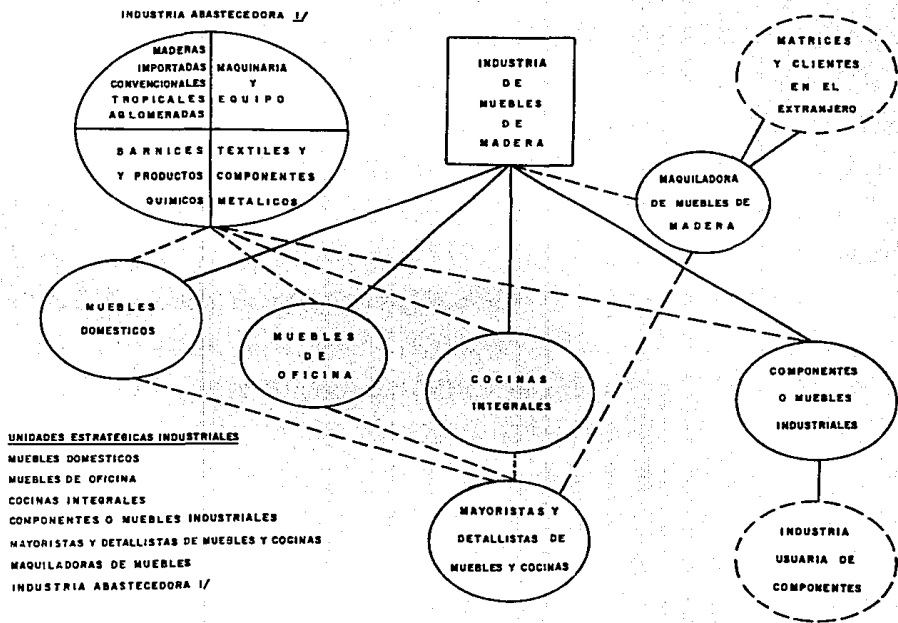 INDUSTRIA ABASTECEDORA 1/
MADERAS
IMPORTADAS
CONVENCIONALES
TROPICALES
AGLOMERADAS
MAQUINARIA
Y
EQUIPO
BARNICES
Y PRODUCTOS
QUIMICOS
TEXTILES Y
COMPONENTES
METALICOS
INDUSTRIA
DE
MUEBLES
DE
MADERA
MATRICES
Y CLIENTES
EN EL
EXTRANJERO
MAQUILADORA
DE MUEBLES DE
MADERA
MUEBLES
DOMESTICOS
MUEBLES
DE
OFICINA
COCINAS
INTEGRALES
COMPONENTES
O MUEBLES
INDUSTRIALES
MAYORISTAS Y
DETALLISTAS DE
MUEBLES Y COCINAS
INDUSTRIA
USUARIA DE
COMPONENTES
UNIDADES ESTRATEGICAS INDUSTRIALES
MUEBLES DOMESTICOS
MUEBLES DE OFICINA
COCINAS INTEGRALES
COMPONENTES O MUEBLES INDUSTRIALES
MAYORISTAS Y DETALLISTAS DE MUEBLES Y COCINAS
MAQUILADORAS DE MUEBLES
INDUSTRIA ABASTECEDORA 1/